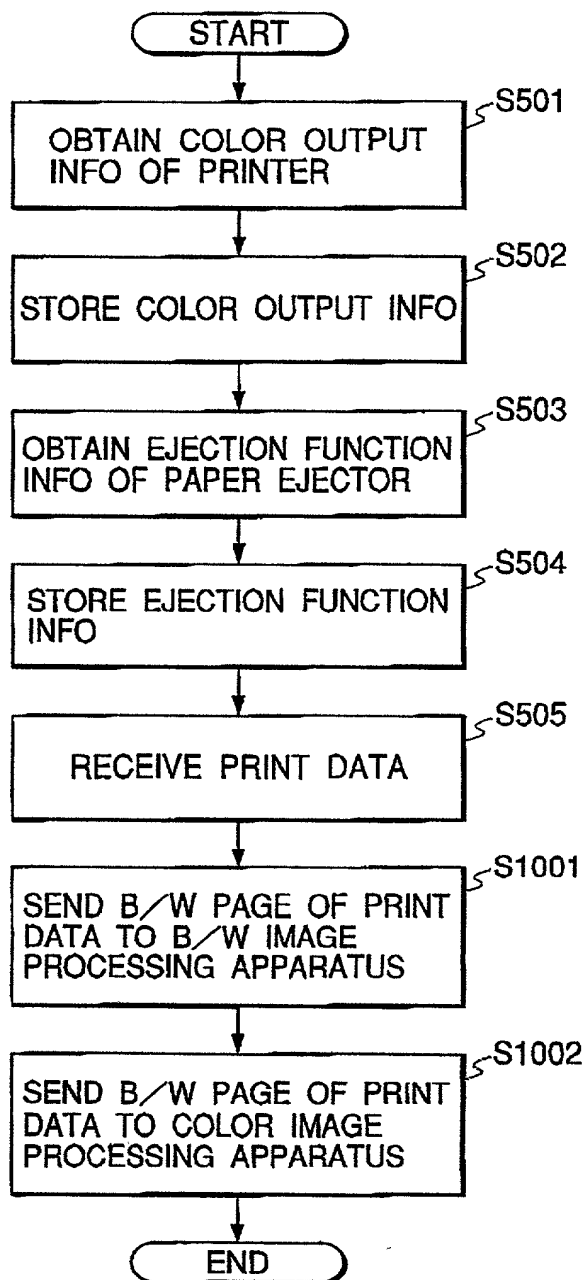 START
S501
OBTAIN COLOR OUTPUT
INFO OF PRINTER
S502
STORE COLOR OUTPUT INFO
S503
OBTAIN EJECTION FUNCTION
INFO OF PAPER EJECTOR
S504
STORE EJECTION FUNCTION
INFO
S505
RECEIVE PRINT DATA
S1001
SEND B/W PAGE OF PRINT
DATA TO B/W IMAGE
PROCESSING APPARATUS
S1002
SEND B/W PAGE OF PRINT
DATA TO COLOR IMAGE
PROCESSING APPARATUS
END